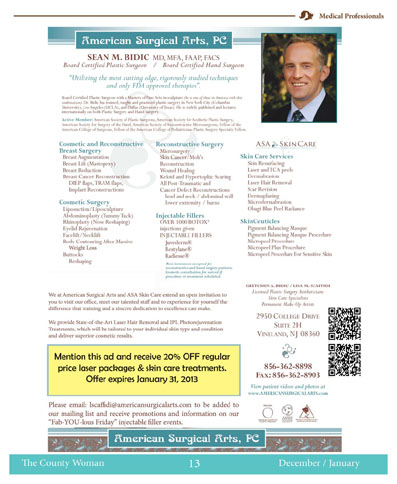 Medical Professionals
American Surgical Arts, PC
SEAN M. BIDIC, MD, MFA, FAAP, FACS
Board Certified Plastic Surgeon / Board Certified Hand Surgeon
"Utilizing the most cutting edge, rigorously studied techniques
and only FDA approved therapies".
Cosmetic and Reconstructive
Breast Surgery
Breast Augmentation
Breast Lift (Mastopexy)
Breast Reduction
Breast Cancer Reconstruction
DIEP flaps, TRAM flaps,
Implant Reconstructions
Cosmetic Surgery
Liposuction/Liposculpture
Abdominoplasty (Tummy Tuck)
Rhinoplasty (Nose Reshaping)
Eyelid Rejuvenation
Facelift/Necklift
Body Contouring After Massive
Weight Loss
Buttocks
Reshaping
Reconstructive Surgery
Microsurgery
Skin Cancer/Moh's
Reconstruction
Wound Healing
Keloid and Hypertrophic Scaring
All Post-Traumatic and
Cancer Defect Reconstructions
head and neck / abdominal wall
lower extremity / burns
Injectable Fillers
OVER 1000 BOTOX®
injections given
INJECTABLE FILLERS
Juvederm®
Restylane®
Radiesse®
ASA SKINCARE
Skin Care Services
Skin Resurfacing
Laser and TCA peels
Dermabrasion
Laser Hair Removal
Scar Revision
Dermaplaning
Microdermabrasion
Obagi Blue Peel Radiance
SkinCeuticles
Pigment Balancing Masque
Pigment Balancing Masque Procedure
Micropeel Procedure
Micropeel Plus Procedure
Micropeel Procedure For Sensitive Skin
Licensed Plastic Surgery Aestheticians
Skin Care Specialists
Permanent Make-Up Artists
2950 COLLEGE DRIVE
SUITE 2H
VINELAND, NJ 08360
856-362-8898
FAX: 856-362-8903
View patient videos and photos at
www.AMERICANSURGICALARTS.com
We at American Surgical Arts and ASA Skin Care extend an open invitation to
you to visit our office, meet our talented staff and to experience for yourself the
difference that training and a sincere dedication to excellence can make.
We provide State-of-the-Art Laser Hair Removal and IPL Photorejuvenation
Treatments, which will be tailored to your individual skin type and condition
and deliver superior cosmetic results.
Mention this ad and receive 20% OFF regular
price laser packages & skin care treatments.
Offer expires January 31, 2013
Please email: lscaffidi@americansurgicalarts.com to be added to
our mailing list and receive promotions and information on our
"Fab-YOU-lous Friday" injectable filler events.
American Surgical Arts, PC
The County Woman
13
December / January